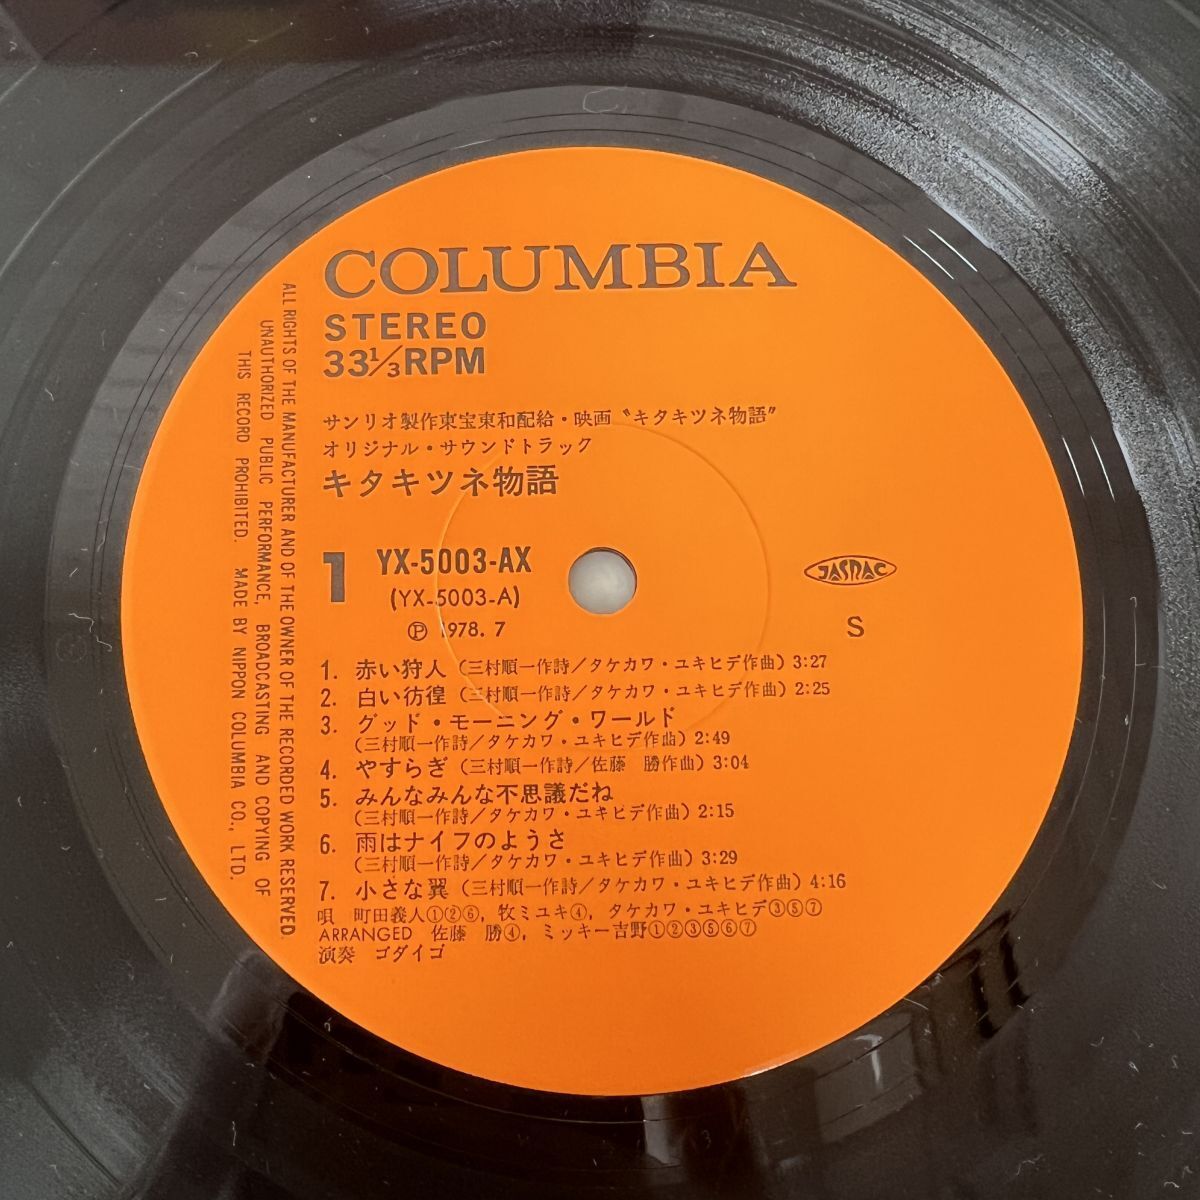 COLUMBIA
STEREO
33 1/3 RPM
サンリオ製作東宝東和配給・映画〝キタキツネ物語〟
オリジナル・サウンドトラック
キタキツネ物語
1 YX-5003-AX
(YX-5003-A)
Ⓟ 1978. 7
JASRAC
S
1. 赤い狩人 (三村順一作詩/タケカワ・ユキヒデ作曲) 3:27
2. 白い彷徨 (三村順一作詩/タケカワ・ユキヒデ作曲) 2:25
3. グッド・モーニング・ワールド
(三村順一作詩/タケカワ・ユキヒデ作曲) 2:49
4. やすらぎ (三村順一作詩/佐藤 勝作曲) 3:04
5. みんなみんな不思議だね
(三村順一作詩/タケカワ・ユキヒデ作曲) 2:15
6. 雨はナイフのようさ
(三村順一作詩/タケカワ・ユキヒデ作曲) 3:29
7. 小さな翼 (三村順一作詩/タケカワ・ユキヒデ作曲) 4:16
唄 町田義人①②⑥, 牧ミユキ④, タケカワ・ユキヒデ③⑤⑦
ARRANGED 佐藤 勝④, ミッキー吉野①②③⑤⑥⑦
演奏 ゴダイゴ
ALL RIGHTS OF THE MANUFACTURER AND OF THE OWNER OF THE RECORDED WORK RESERVED.
UNAUTHORIZED PUBLIC PERFORMANCE, BROADCASTING AND COPYING OF
THIS RECORD PROHIBITED. MADE BY NIPPON COLUMBIA CO., LTD.